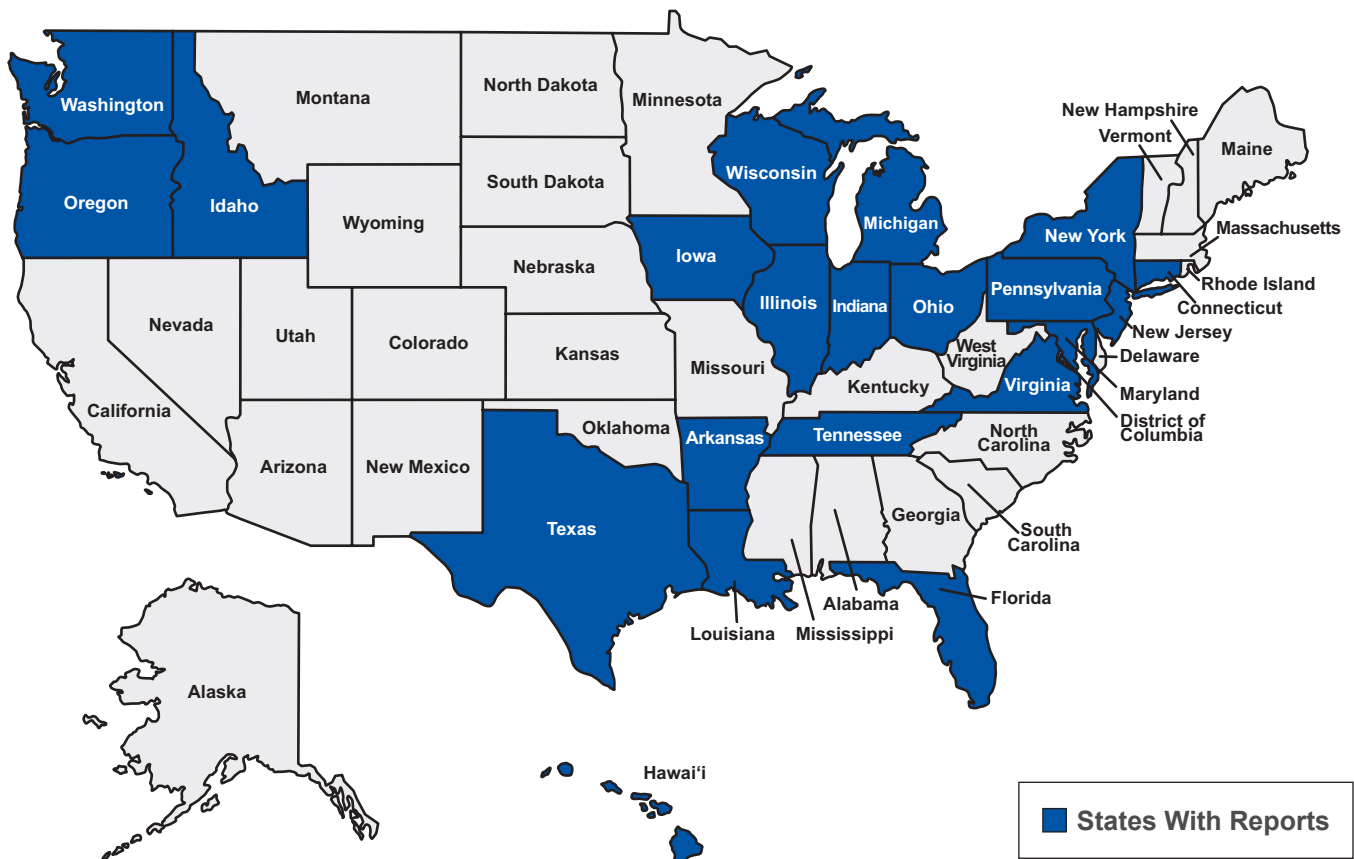 Washington
Montana
North Dakota
Minnesota
New Hampshire
Vermont
Maine
Oregon
Idaho
Wyoming
South Dakota
Wisconsin
Michigan
New York
Massachusetts
Rhode Island
Connecticut
New Jersey
Delaware
Maryland
District of
Columbia
Nevada
Utah
Colorado
Nebraska
Iowa
Illinois
Indiana
Ohio
Pennsylvania
California
Kansas
Missouri
Kentucky
West
Virginia
Virginia
Arizona
New Mexico
Oklahoma
Arkansas
Tennessee
North
Carolina
Texas
Georgia
South
Carolina
Louisiana
Mississippi
Alabama
Florida
Alaska
Hawai‘i
States With Reports